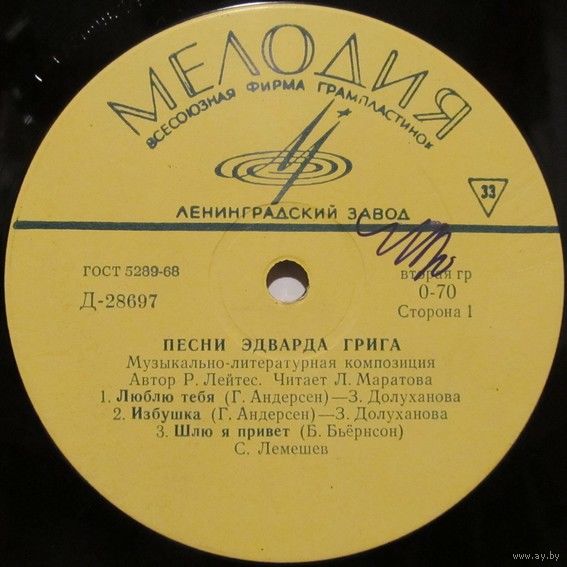 МЕЛОДИЯ
ВСЕСОЮЗНАЯ ФИРМА ГРАМПЛАСТИНОК
33
ЛЕНИНГРАДСКИЙ ЗАВОД
ГОСТ 5289-68
Д-28697
вторая гр
0-70
Сторона 1
ПЕСНИ ЭДВАРДА ГРИГА
Музыкально-литературная композиция
Автор Р. Лейтес. Читает Л. Маратова
1. Люблю тебя (Г. Андерсен)—З. Долуханова
2. Избушка (Г. Андерсен)—З. Долуханова
3. Шлю я привет (Б. Бьёрнсон)
С. Лемешев
www.ay.by